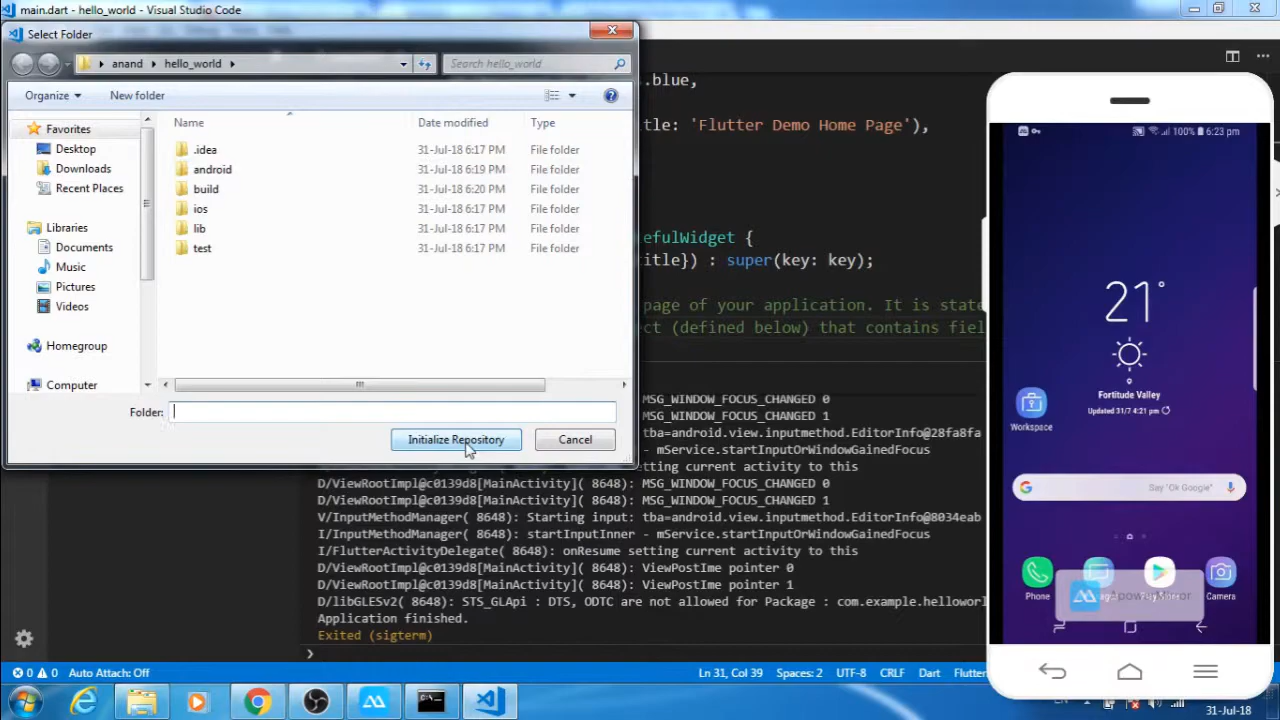 main.dart - hello_world - Visual Studio Code
Select Folder
anand hello_world
Search hello_world
Organize
New folder
Name Date modified Type
Favorites
Desktop
Downloads
Recent Places
Libraries
Documents
Music
Pictures
Videos
Homegroup
Computer
.idea 31-Jul-18 6:17 PM File folder
android 31-Jul-18 6:19 PM File folder
build 31-Jul-18 6:20 PM File folder
ios 31-Jul-18 6:17 PM File folder
lib 31-Jul-18 6:17 PM File folder
test 31-Jul-18 6:17 PM File folder
Folder:
Initialize Repository
Cancel
.blue,
itle: 'Flutter Demo Home Page'),
efulWidget {
itle}) : super(key: key);
page of your application. It is state
ct (defined below) that contains fiel
MSG_WINDOW_FOCUS_CHANGED 0
MSG_WINDOW_FOCUS_CHANGED 1
tba=android.view.inputmethod.EditorInfo@28fa8fa
- mService.startInputOrWindowGainedFocus
etting current activity to this
D/ViewRootImpl@c0139d8[MainActivity]( 8648): MSG_WINDOW_FOCUS_CHANGED 0
D/ViewRootImpl@c0139d8[MainActivity]( 8648): MSG_WINDOW_FOCUS_CHANGED 1
V/InputMethodManager( 8648): Starting input: tba=android.view.inputmethod.EditorInfo@8034eab
I/InputMethodManager( 8648): startInputInner - mService.startInputOrWindowGainedFocus
I/FlutterActivityDelegate( 8648): onResume setting current activity to this
D/ViewRootImpl@c0139d8[MainActivity]( 8648): ViewPostIme pointer 0
D/ViewRootImpl@c0139d8[MainActivity]( 8648): ViewPostIme pointer 1
D/libGLESv2( 8648): STS_GLApi : DTS, ODTC are not allowed for Package : com.example.helloworl
Application finished.
Exited (sigterm)
0 0 Auto Attach: Off
Ln 31, Col 39 Spaces: 2 UTF-8 CRLF Dart Flutter
100% 6:23 pm
21°
Fortitude Valley
Updated 31/7 4:21 pm
Workspace
Say "Ok Google"
Phone
Camera
EN
31-Jul-18